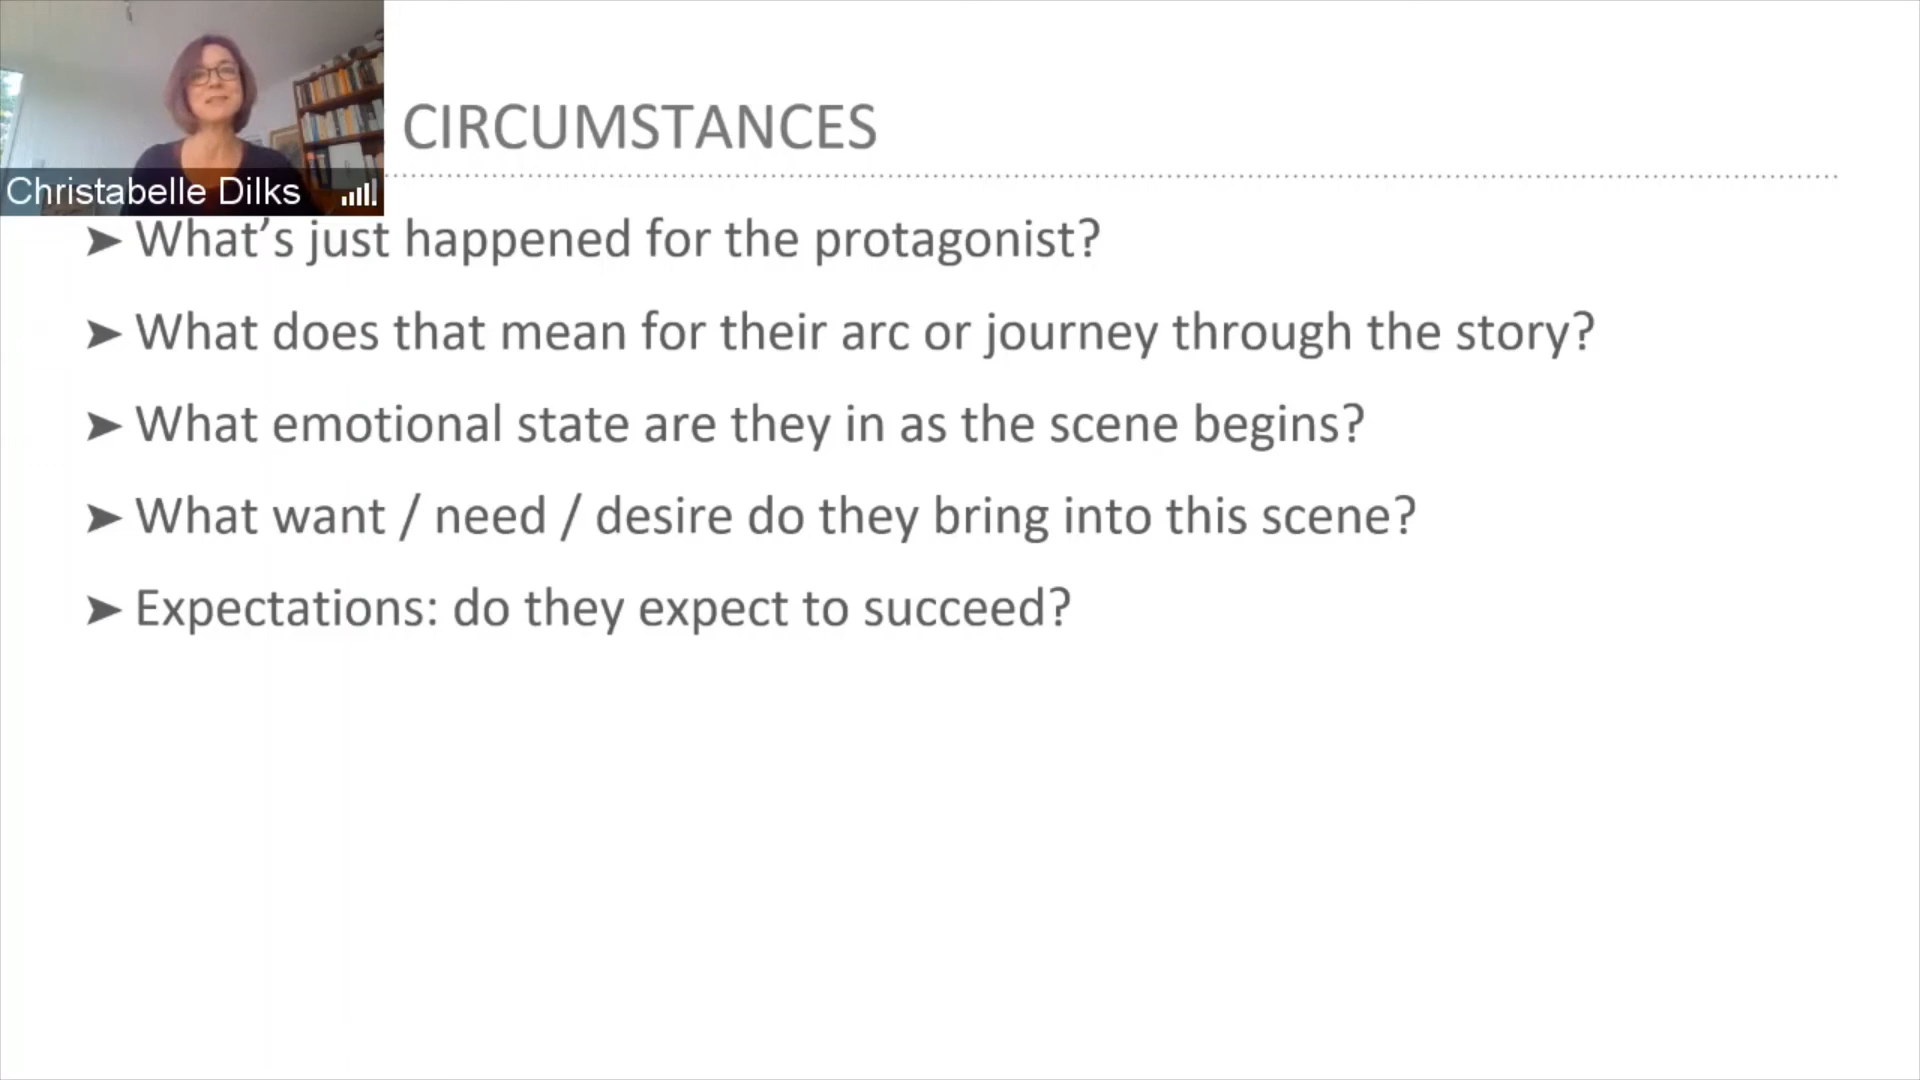 CIRCUMSTANCES
Christabelle Dilks
➤ What’s just happened for the protagonist?
➤ What does that mean for their arc or journey through the story?
➤ What emotional state are they in as the scene begins?
➤ What want / need / desire do they bring into this scene?
➤ Expectations: do they expect to succeed?